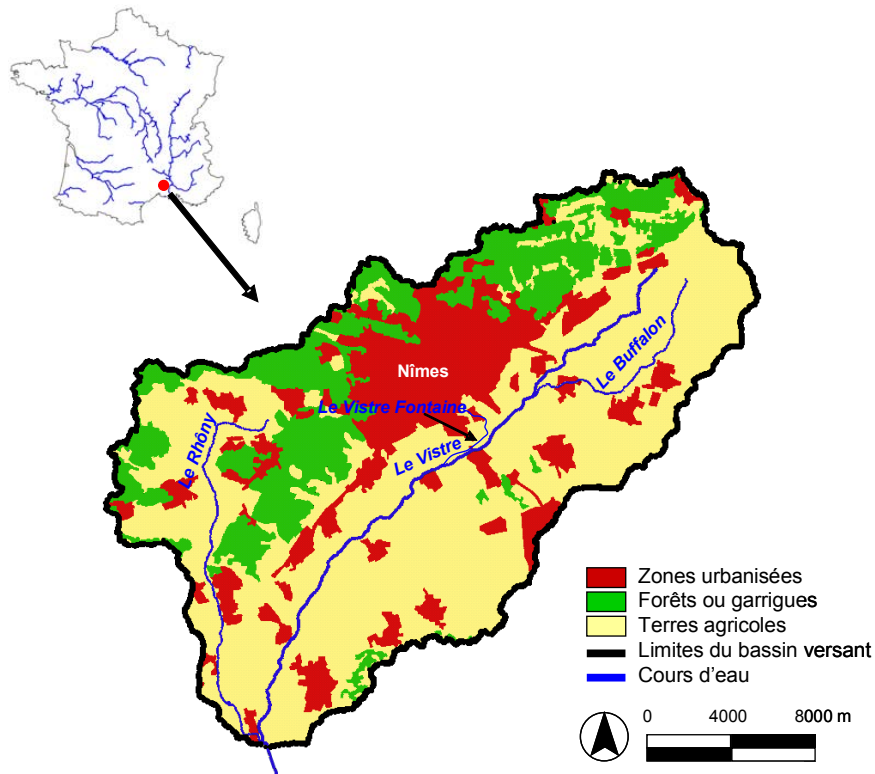 Nîmes
Le Buffalon
Le Vistre Fontaine
Le Rhôny
Le Vistre
Zones urbanisées
Forêts ou garrigues
Terres agricoles
Limites du bassin versant
Cours d'eau
0 4000 8000 m